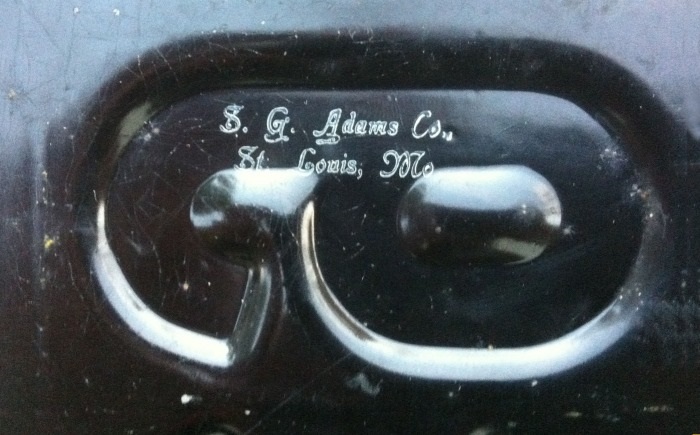 S. G. Adams Co.,
St. Louis, Mo